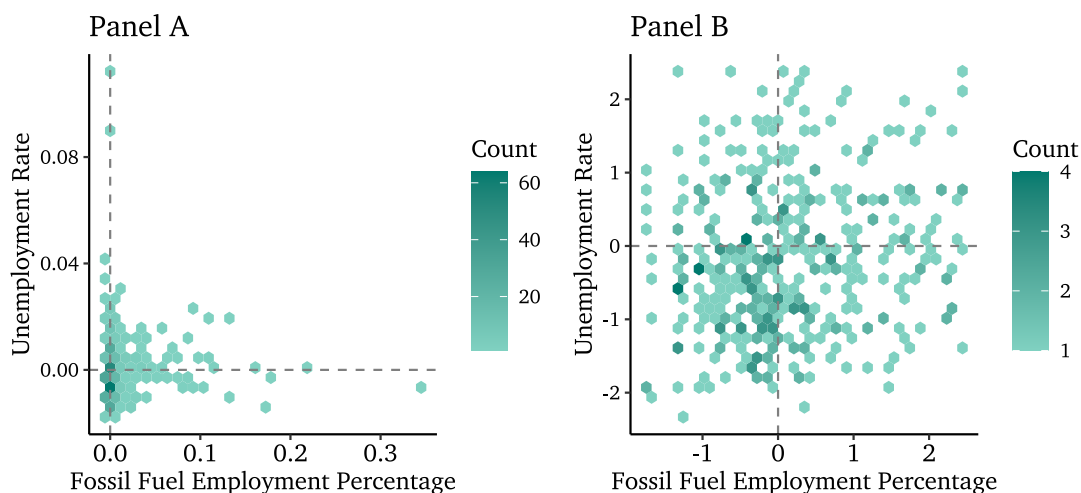 Panel A
Unemployment Rate
0.08
0.04
0.00
0.0 0.1 0.2 0.3
Fossil Fuel Employment Percentage
Count
60
40
20
Panel B
Unemployment Rate
2
1
0
-1
-2
-1 0 1 2
Fossil Fuel Employment Percentage
Count
4
3
2
1